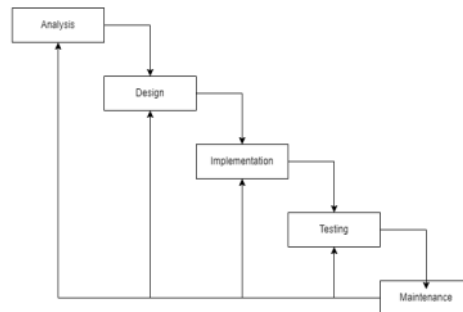 Analysis
Design
Implementation
Testing
Maintenance